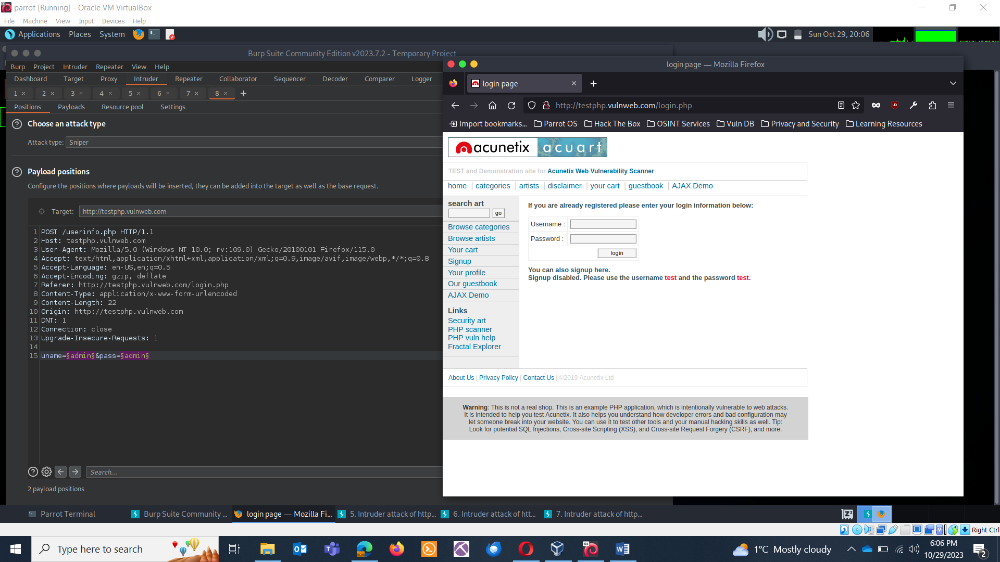 parrot [Running] - Oracle VM VirtualBox
File Machine View Input Devices Help
Applications Places System
Sun Oct 29, 20:06
Burp Suite Community Edition v2023.7.2 - Temporary Project
Burp Project Intruder Repeater View Help
Dashboard Target Proxy Intruder Repeater Collaborator Sequencer Decoder Comparer Logger
1 × 2 × 3 × 4 × 5 × 6 × 7 × 8 × +
Positions Payloads Resource pool Settings
Choose an attack type
Attack type: Sniper
Payload positions
Configure the positions where payloads will be inserted, they can be added into the target as well as the base request.
Target: http://testphp.vulnweb.com
1 POST /userinfo.php HTTP/1.1
2 Host: testphp.vulnweb.com
3 User-Agent: Mozilla/5.0 (Windows NT 10.0; rv:109.0) Gecko/20100101 Firefox/115.0
4 Accept: text/html,application/xhtml+xml,application/xml;q=0.9,image/avif,image/webp,*/*;q=0.8
5 Accept-Language: en-US,en;q=0.5
6 Accept-Encoding: gzip, deflate
7 Referer: http://testphp.vulnweb.com/login.php
8 Content-Type: application/x-www-form-urlencoded
9 Content-Length: 22
10 Origin: http://testphp.vulnweb.com
11 DNT: 1
12 Connection: close
13 Upgrade-Insecure-Requests: 1
14
15 uname=§admin§&pass=§admin§
Search...
2 payload positions
login page — Mozilla Firefox
login page
http://testphp.vulnweb.com/login.php
Import bookmarks... Parrot OS Hack The Box OSINT Services Vuln DB Privacy and Security Learning Resources
acunetix acuart
TEST and Demonstration site for Acunetix Web Vulnerability Scanner
home | categories | artists | disclaimer | your cart | guestbook | AJAX Demo
search art
go
Browse categories
Browse artists
Your cart
Signup
Your profile
Our guestbook
AJAX Demo
Links
Security art
PHP scanner
PHP vuln help
Fractal Explorer
If you are already registered please enter your login information below:
Username :
Password :
login
You can also signup here.
Signup disabled. Please use the username test and the password test.
About Us | Privacy Policy | Contact Us | ©2019 Acunetix Ltd
Warning: This is not a real shop. This is an example PHP application, which is intentionally vulnerable to web attacks.
It is intended to help you test Acunetix. It also helps you understand how developer errors and bad configuration may
let someone break into your website. You can use it to test other tools and your manual hacking skills as well. Tip:
Look for potential SQL Injections, Cross-site Scripting (XSS), and Cross-site Request Forgery (CSRF), and more.
Parrot Terminal
Burp Suite Community ...
login page — Mozilla Fi...
5. Intruder attack of http...
6. Intruder attack of htt...
7. Intruder attack of http...
Right Ctrl
Type here to search
1°C Mostly cloudy
6:06 PM
10/29/2023
2